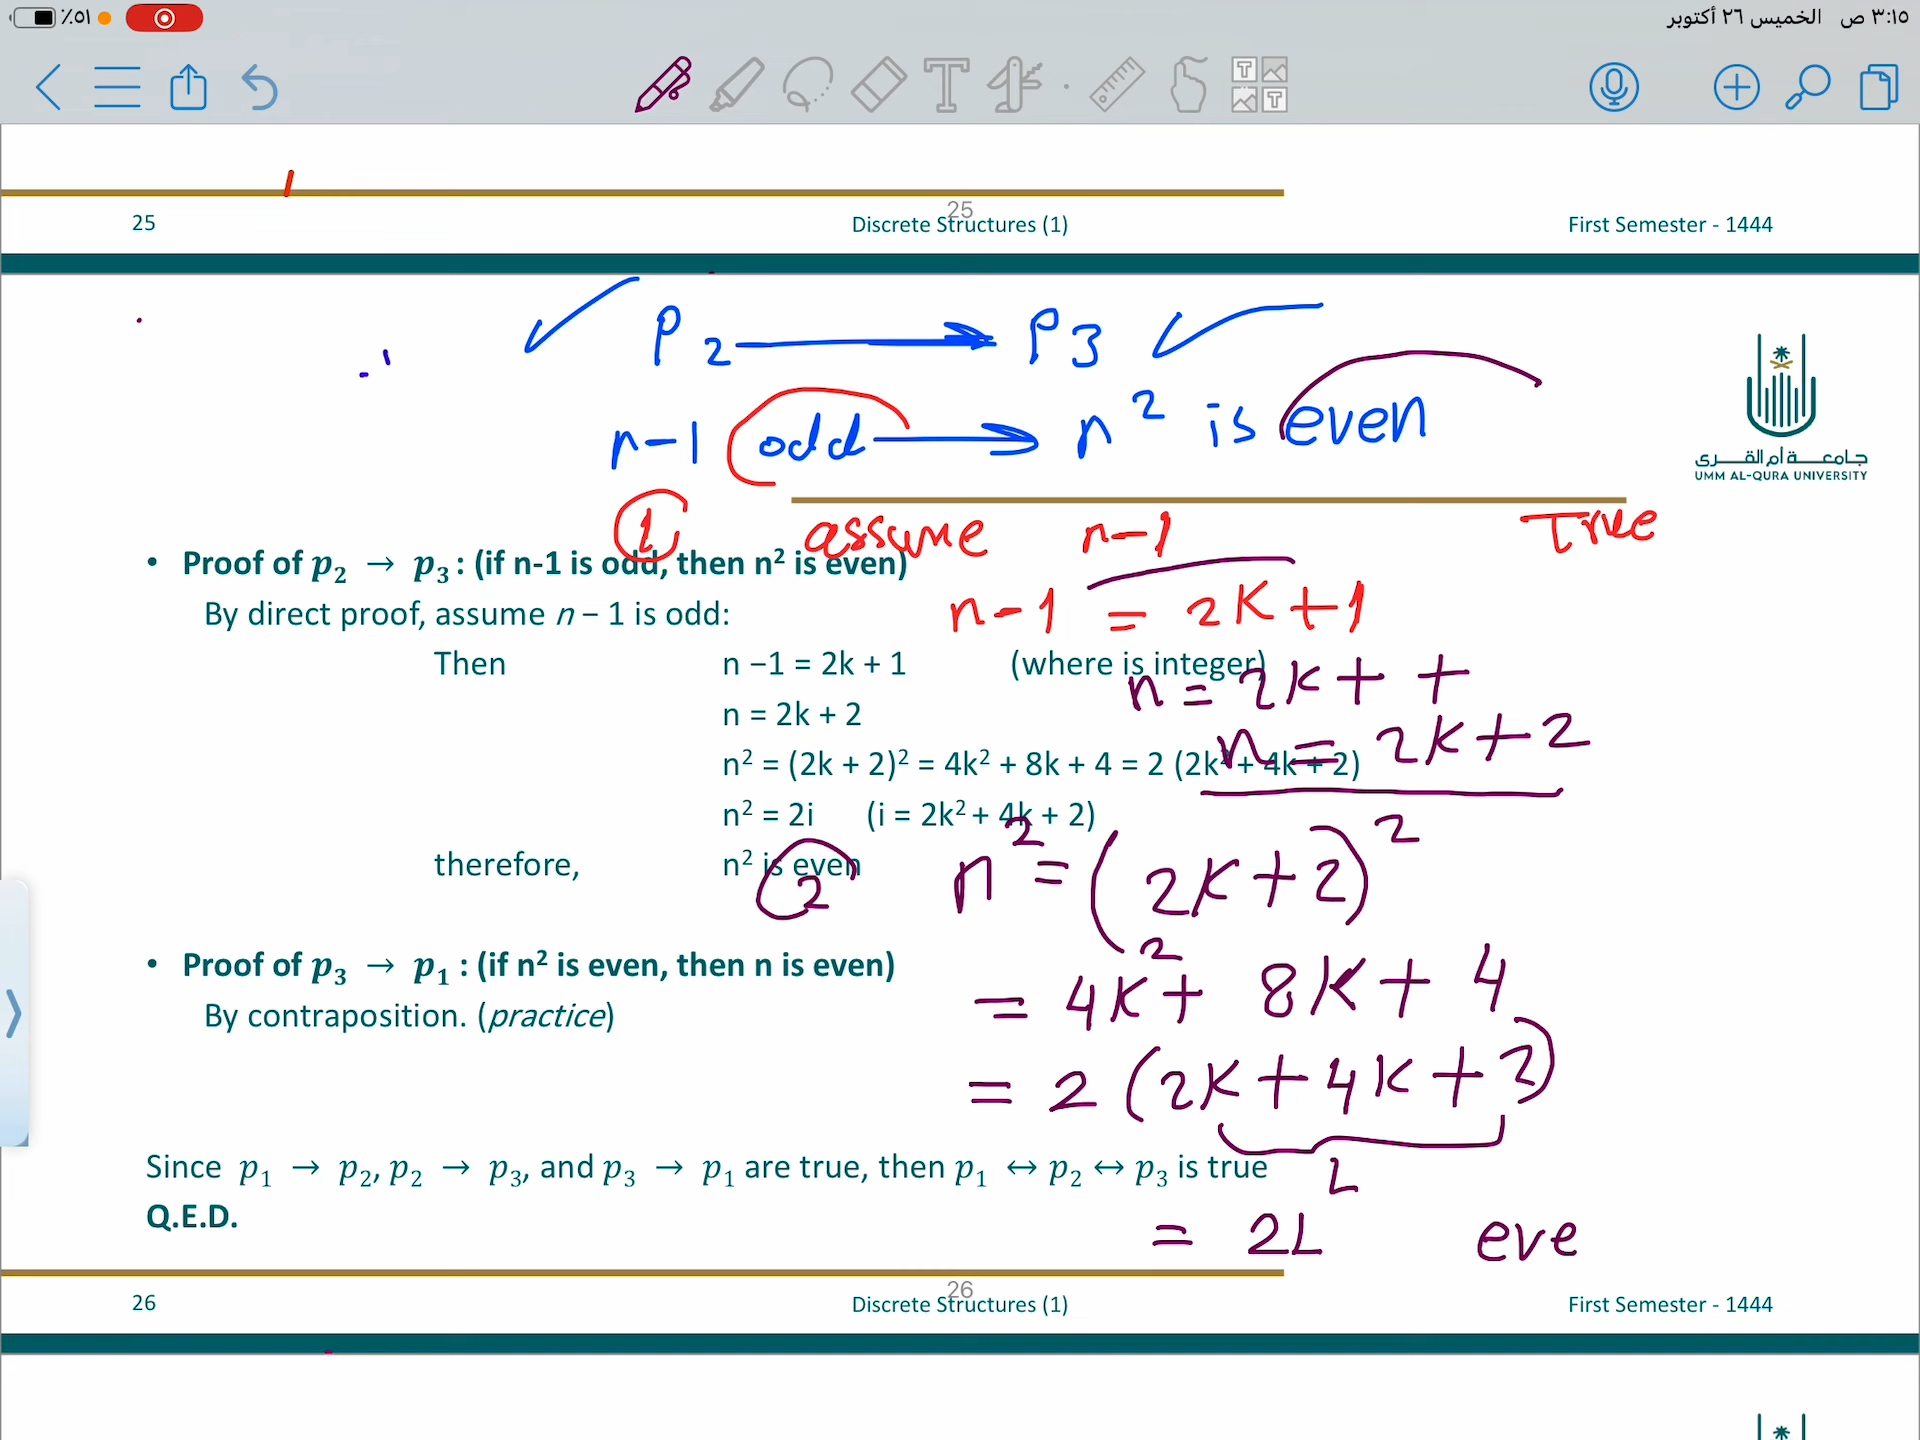 ٪٥١
٣:١٥ ص الخميس ٢٦ أكتوبر
25
25
Discrete Structures (1)
First Semester - 1444
P2 → P3
n-1 odd → n² is even
جامعة أم القرى
UMM AL-QURA UNIVERSITY
1 assume n-1 True
• Proof of p₂ → p₃ : (if n-1 is odd, then n² is even)
n-1 = 2K+1
By direct proof, assume n − 1 is odd:
Then n −1 = 2k + 1 (where is integer)
n = 2K+ +
n = 2k + 2
n = 2K+2
n² = (2k + 2)² = 4k² + 8k + 4 = 2 (2k² + 4k + 2)
n² = 2i (i = 2k² + 4k + 2)
therefore, n² is even
2 n² = (2K+2)²
= 4K²+ 8K+ 4
• Proof of p₃ → p₁ : (if n² is even, then n is even)
By contraposition. (practice)
= 2 (2K+4K+2)
L
Since p₁ → p₂, p₂ → p₃, and p₃ → p₁ are true, then p₁ ↔ p₂ ↔ p₃ is true
Q.E.D.
= 2L eve
26
26
Discrete Structures (1)
First Semester - 1444